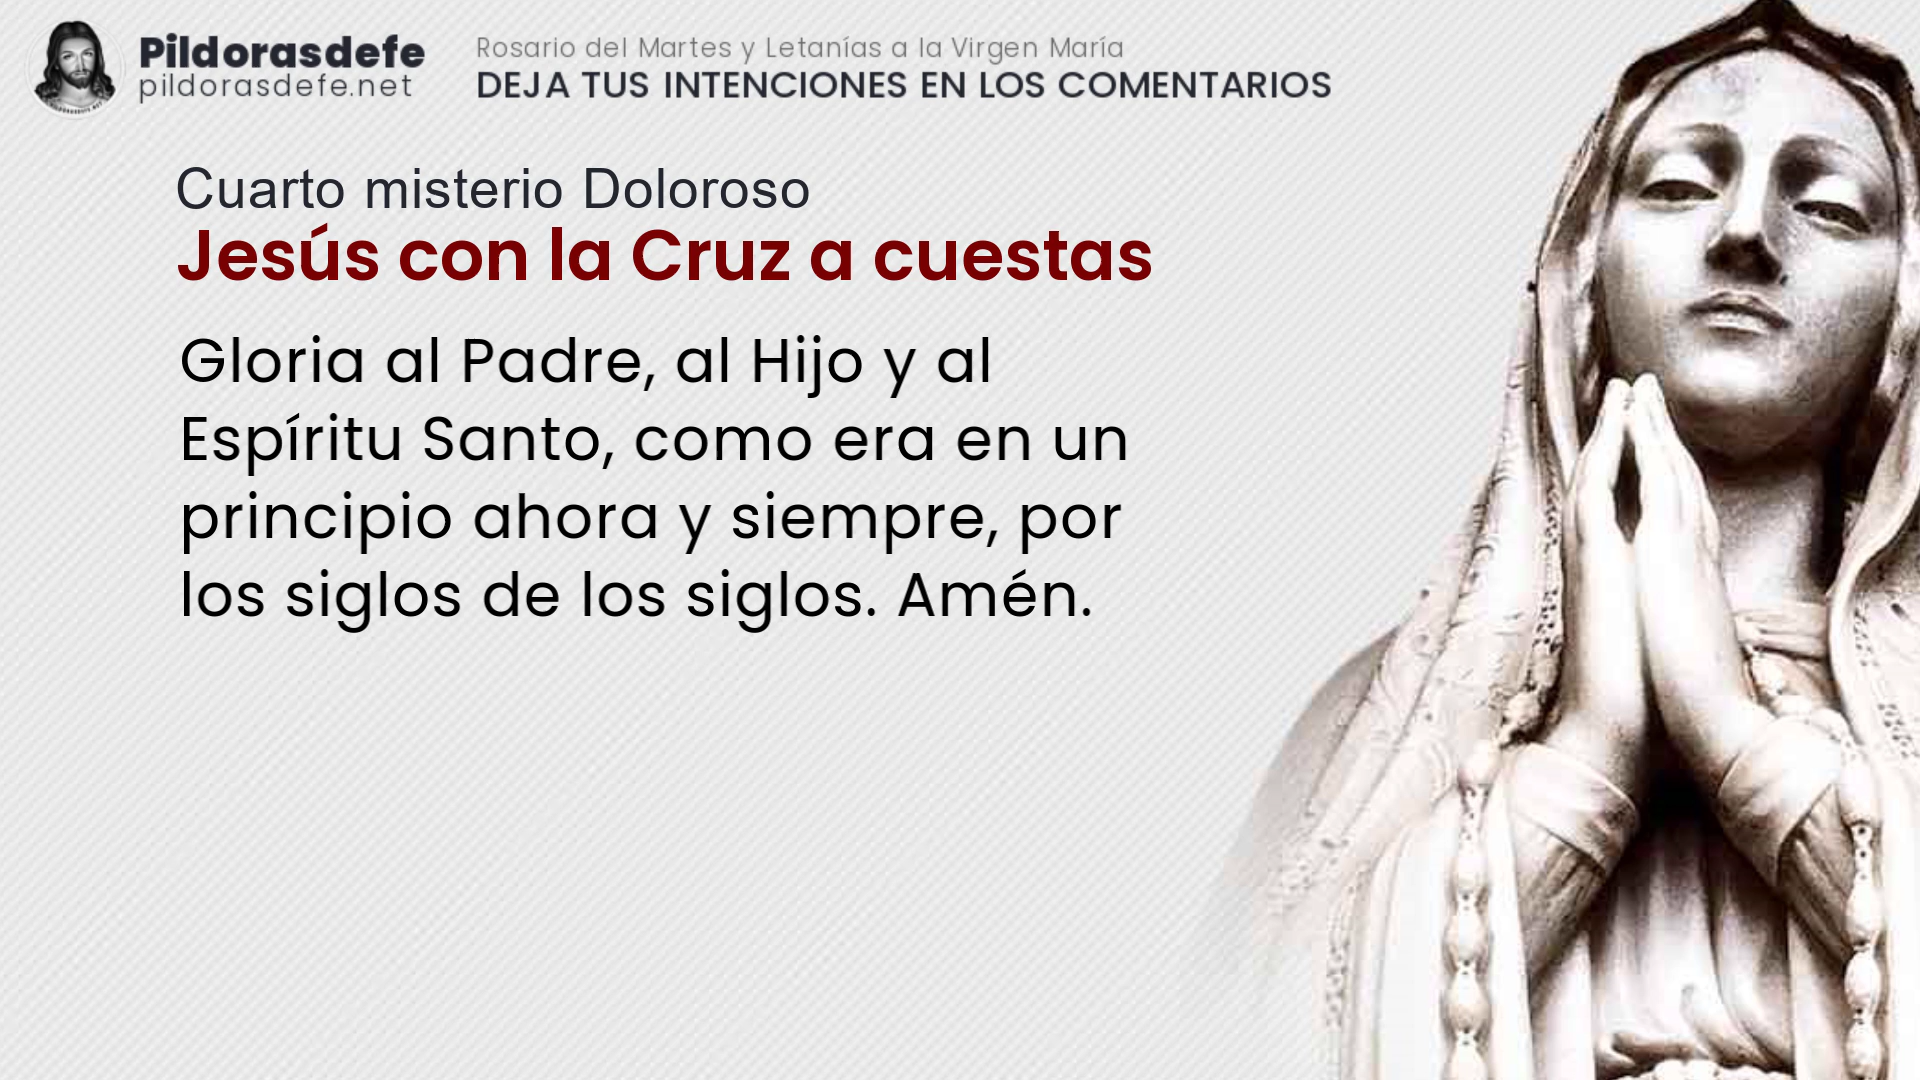 Pildorasdefe
pildorasdefe.net
Rosario del Martes y Letanías a la Virgen María
DEJA TUS INTENCIONES EN LOS COMENTARIOS
Cuarto misterio Doloroso
Jesús con la Cruz a cuestas
Gloria al Padre, al Hijo y al
Espíritu Santo, como era en un
principio ahora y siempre, por
los siglos de los siglos. Amén.